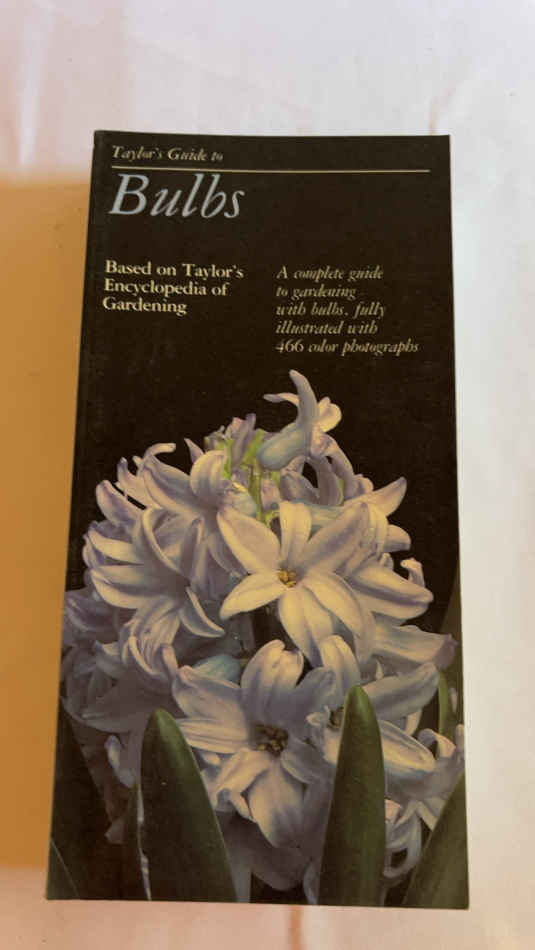 Taylor's Guide to
Bulbs
Based on Taylor's
Encyclopedia of
Gardening
A complete guide
to gardening
with bulbs, fully
illustrated with
466 color photographs